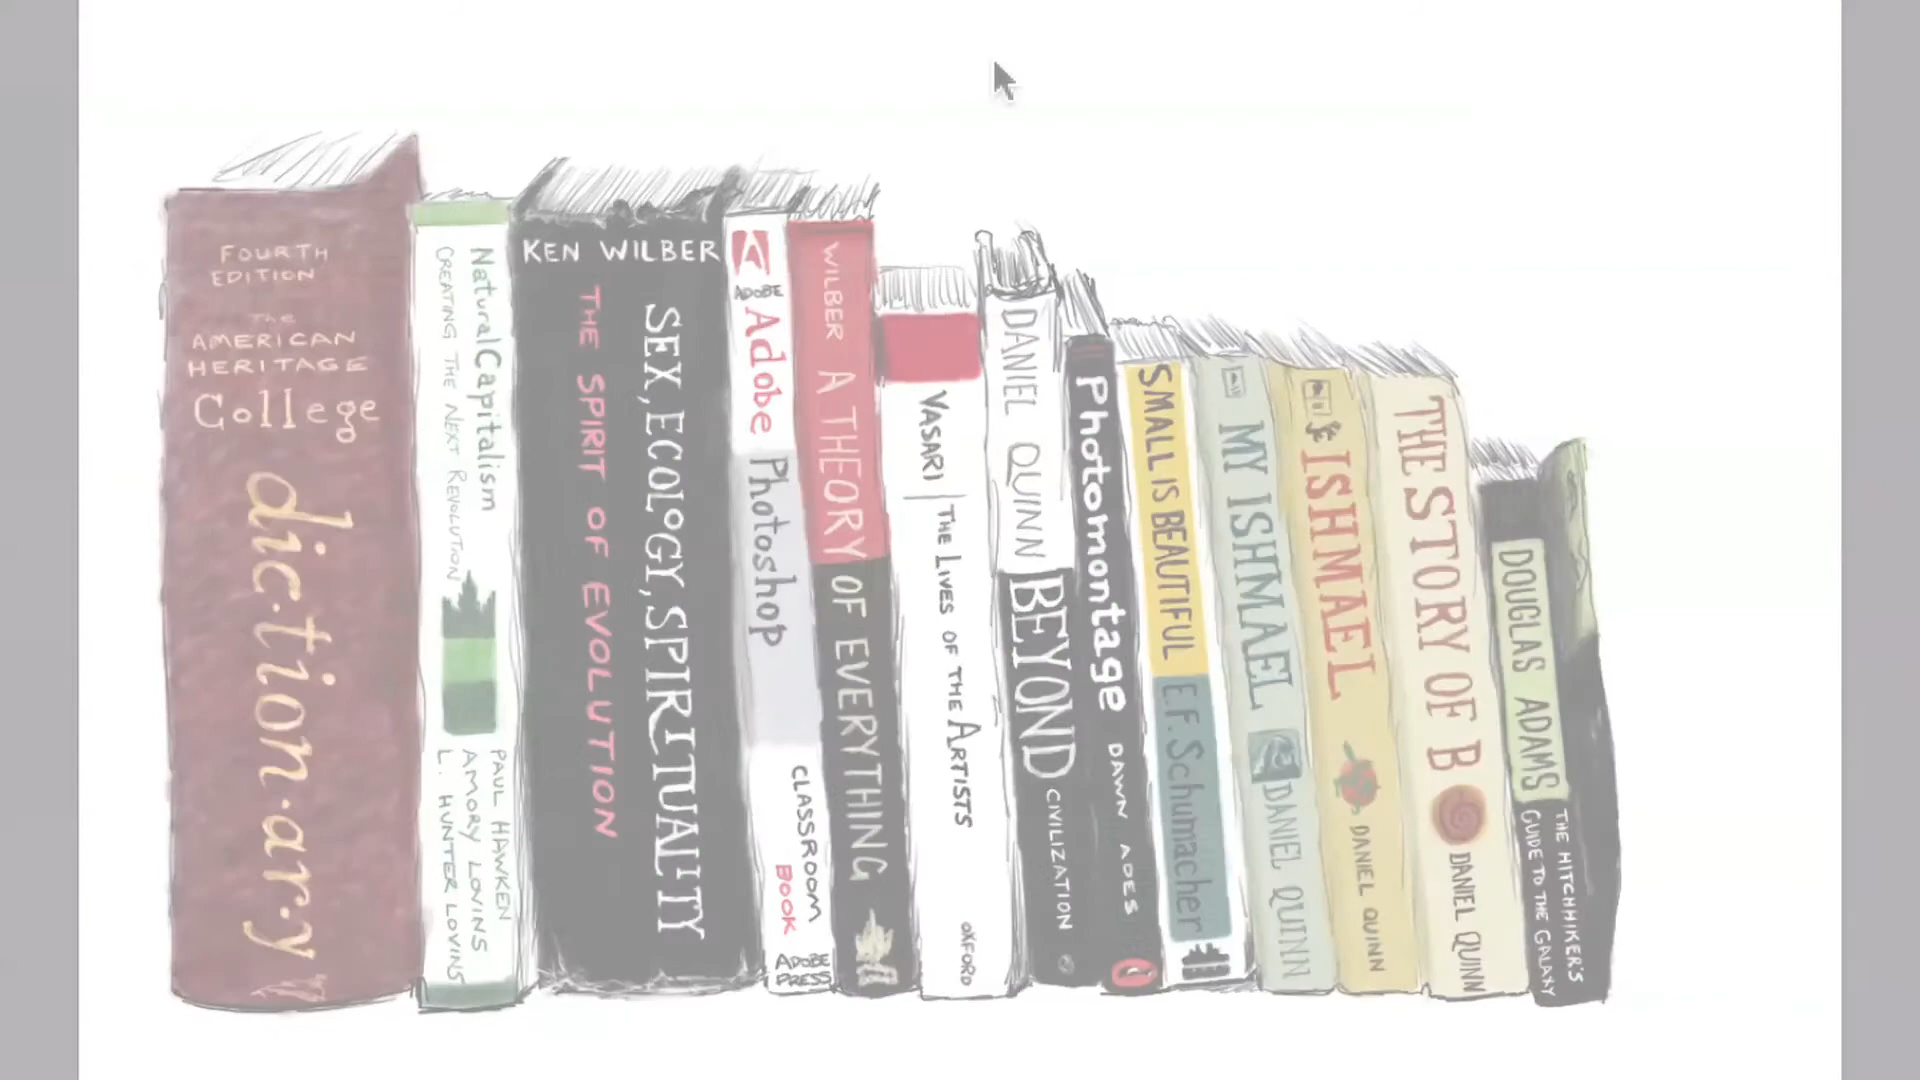 FOURTH
EDITION
The
AMERICAN
HERITAGE
College
dic·tion·ar·y
NaturalCapitalism
CREATING THE NEXT REVOLUTION
PAUL HAWKEN
AMORY LOVINS
L. HUNTER LOVINS
KEN WILBER
SEX, ECOLOGY, SPIRITUALITY
THE SPIRIT OF EVOLUTION
ADOBE
Adobe
Photoshop
CLASSROOM
BOOK
ADOBE
PRESS
WILBER A THEORY OF EVERYTHING
VASARI | THE LIVES OF THE ARTISTS
OXFORD
DANIEL QUINN
BEYOND CIVILIZATION
Photomontage DAWN ADES
SMALL IS BEAUTIFUL
E.F. Schumacher
MY ISHMAEL DANIEL QUINN
ISHMAEL DANIEL QUINN
THE STORY OF B DANIEL QUINN
DOUGLAS ADAMS
THE HITCHHIKER'S
GUIDE TO THE GALAXY